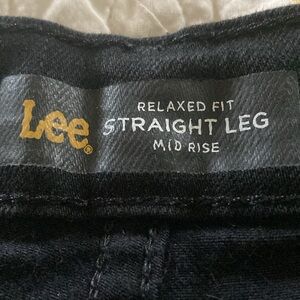 Lee®
RELAXED FIT
STRAIGHT LEG
MID RISE